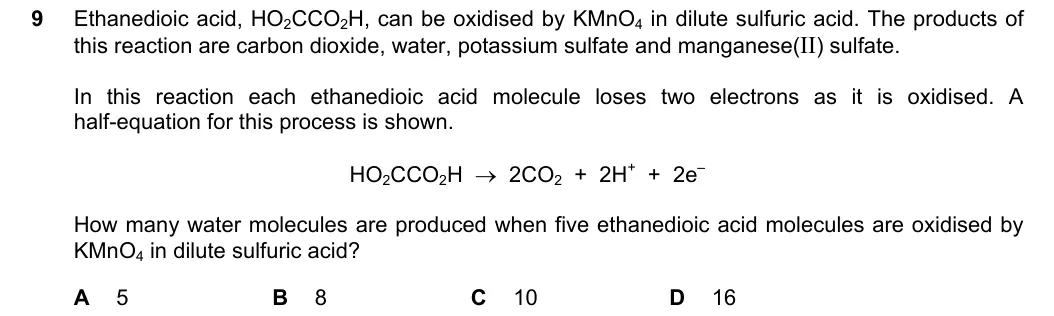 9 Ethanedioic acid, HO₂CCO₂H, can be oxidised by KMnO₄ in dilute sulfuric acid. The products of
this reaction are carbon dioxide, water, potassium sulfate and manganese(II) sulfate.
In this reaction each ethanedioic acid molecule loses two electrons as it is oxidised. A
half-equation for this process is shown.
HO₂CCO₂H → 2CO₂ + 2H⁺ + 2e⁻
How many water molecules are produced when five ethanedioic acid molecules are oxidised by
KMnO₄ in dilute sulfuric acid?
A 5 B 8 C 10 D 16